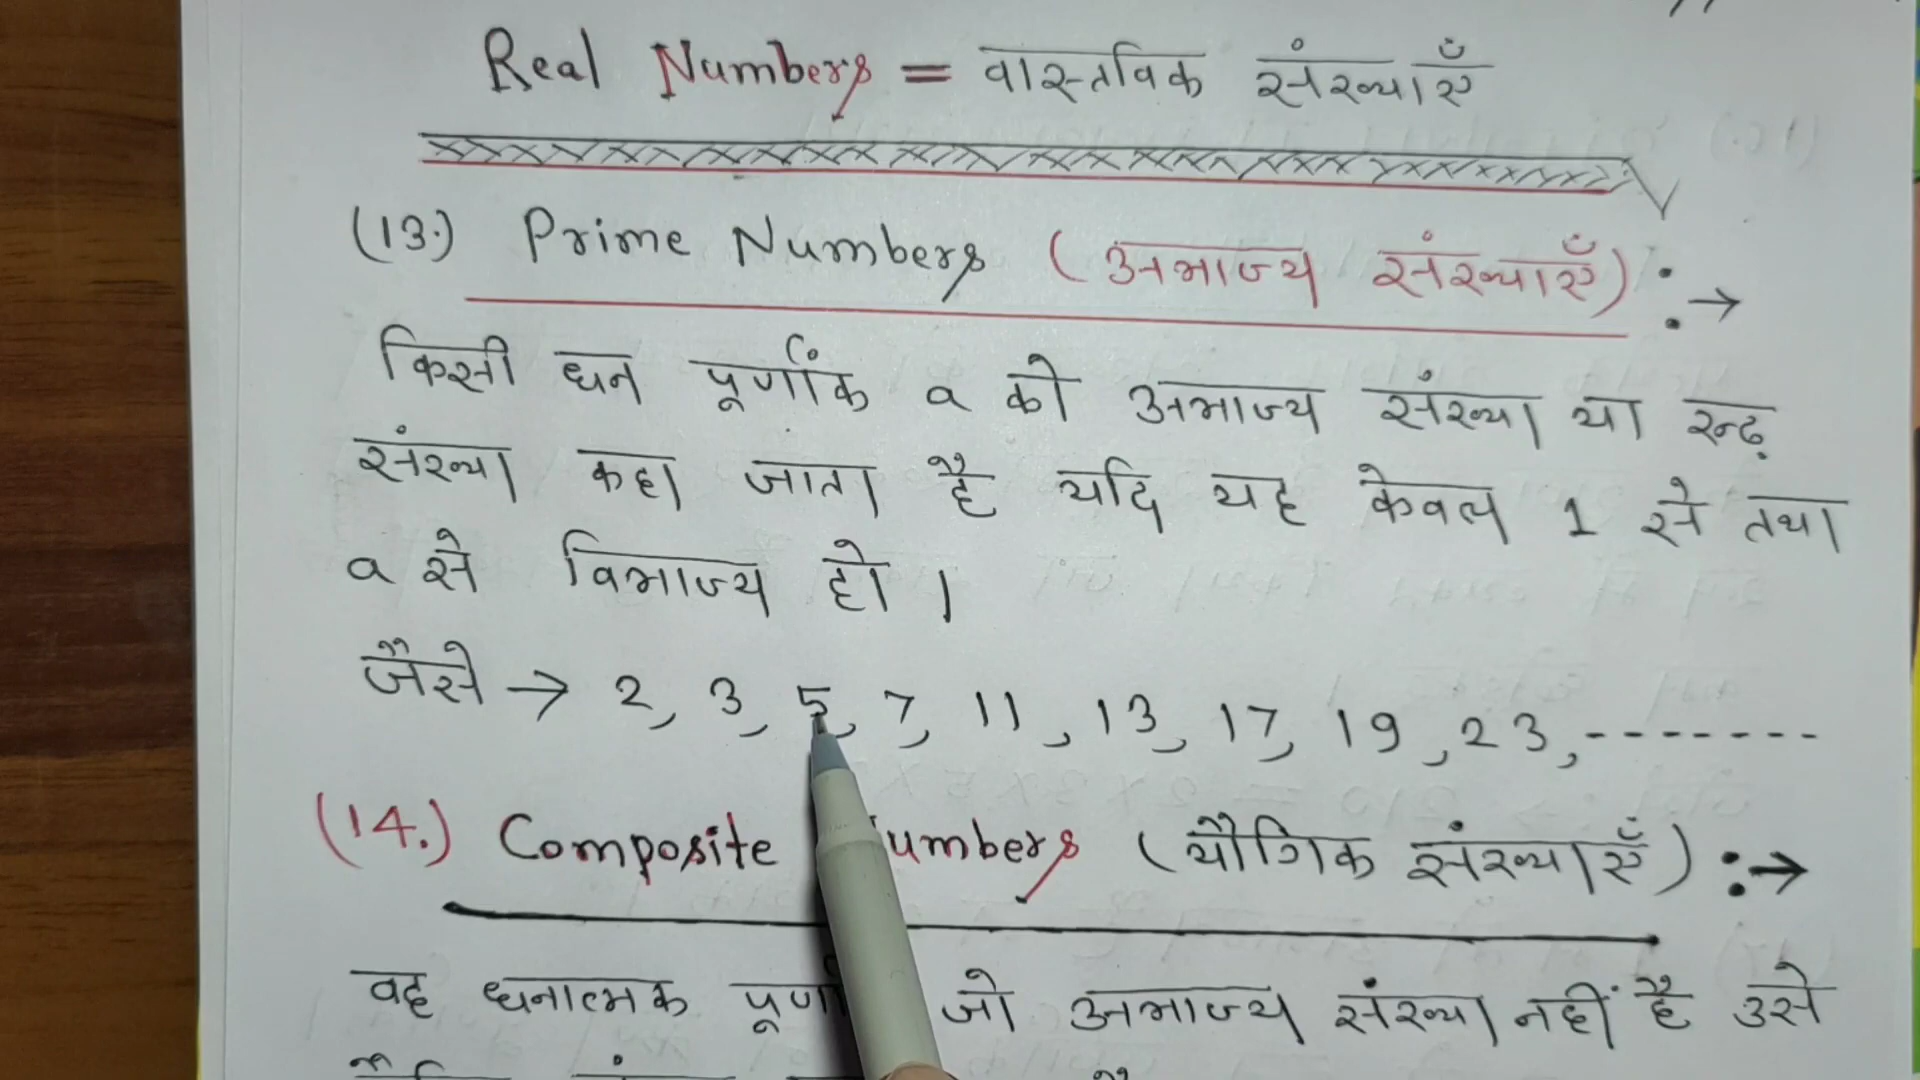 Real Numbers = वास्तविक संख्याएँ
(13.) Prime Numbers (अभाज्य संख्याएँ) :→
किसी धन पूर्णांक a को अभाज्य संख्या या रूढ़
संख्या कहा जाता है यदि यह केवल 1 से तथा
a से विभाज्य हो ।
जैसे → 2, 3, 5, 7, 11, 13, 17, 19, 23, --------
(14.) Composite Numbers (यौगिक संख्याएँ) :→
वह धनात्मक जो अभाज्य संख्या नहीं है उसे